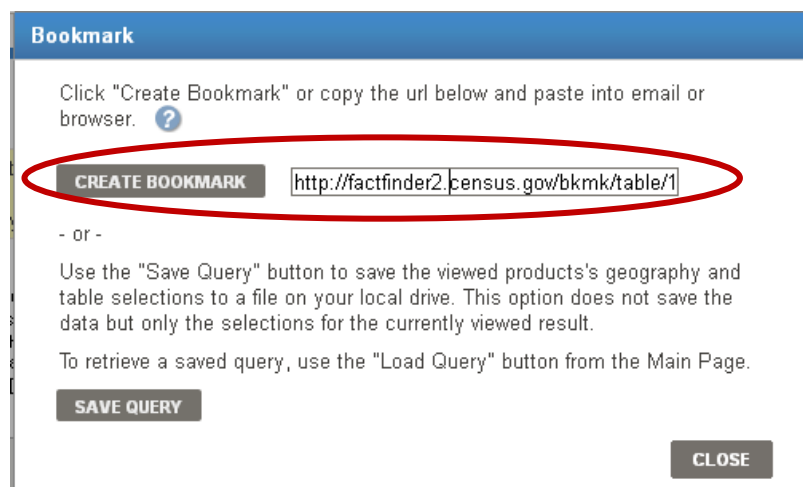 Bookmark
Click "Create Bookmark" or copy the url below and paste into email or
browser. ?
CREATE BOOKMARK http://factfinder2.census.gov/bkmk/table/1
- or -
Use the "Save Query" button to save the viewed products's geography and
table selections to a file on your local drive. This option does not save the
data but only the selections for the currently viewed result.
To retrieve a saved query, use the "Load Query" button from the Main Page.
SAVE QUERY
CLOSE